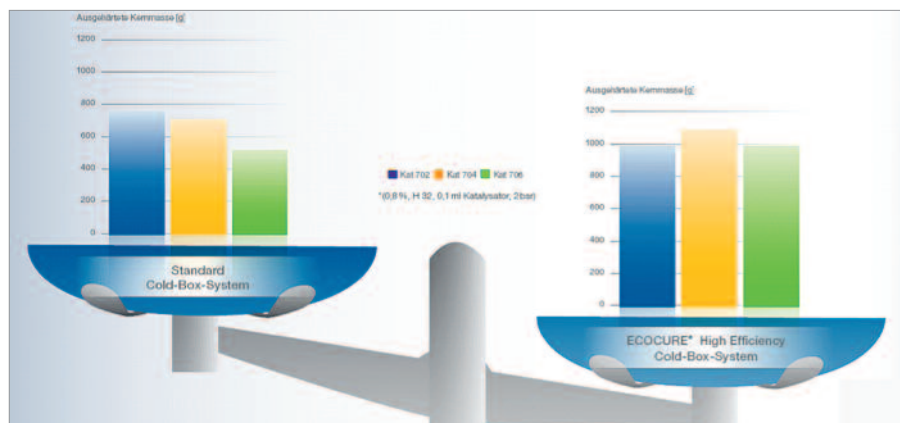 Ausgehärtete Kernmasse [g]
1200
1000
800
600
400
200
0
Standard
Cold-Box-System
Kat 702 Kat 704 Kat 706
*(0,8 %, H 32, 0,1 ml Katalysator, 2bar)
Ausgehärtete Kernmasse [g]
1200
1000
800
600
400
200
0
ECOCURE* High Efficiency
Cold-Box-System